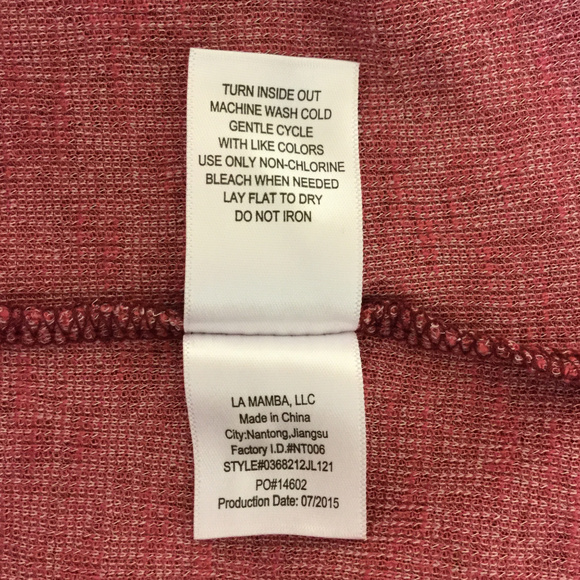 TURN INSIDE OUT
MACHINE WASH COLD
GENTLE CYCLE
WITH LIKE COLORS
USE ONLY NON-CHLORINE
BLEACH WHEN NEEDED
LAY FLAT TO DRY
DO NOT IRON
LA MAMBA, LLC
Made in China
City:Nantong,Jiangsu
Factory I.D.#NT006
STYLE#0368212JL121
PO#14602
Production Date: 07/2015